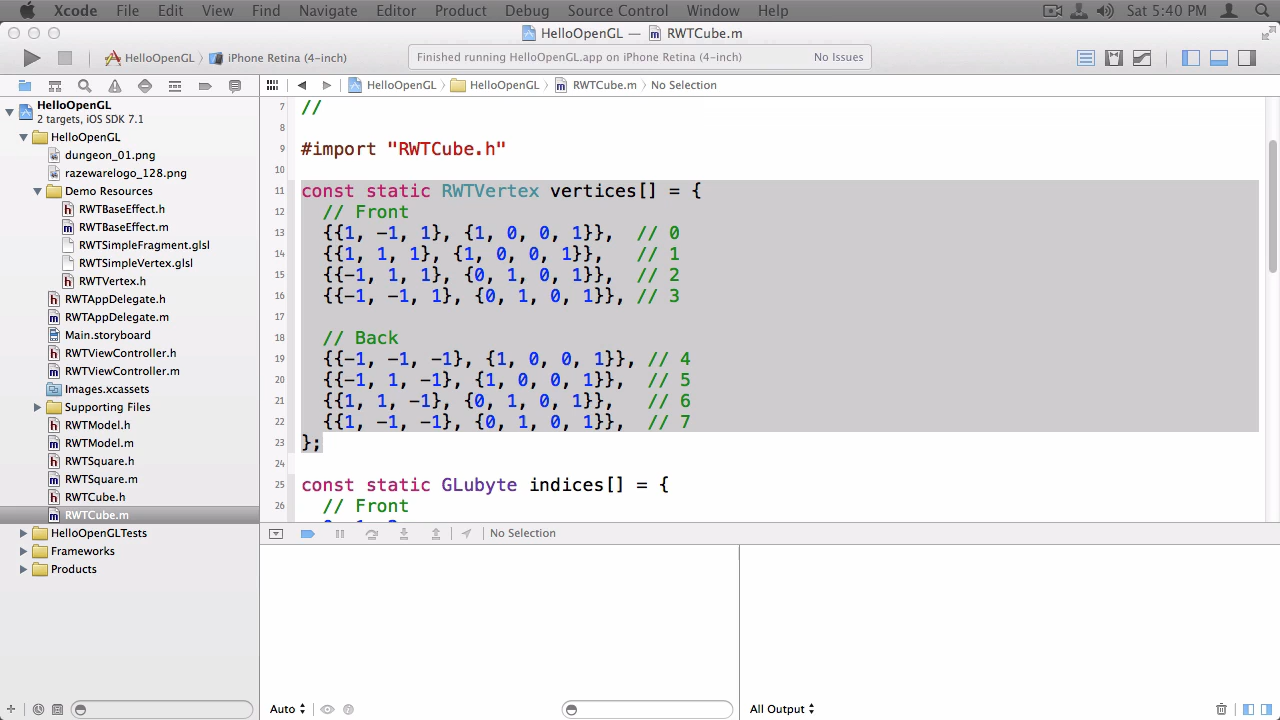 Xcode File Edit View Find Navigate Editor Product Debug Source Control Window Help Sat 5:40 PM
HelloOpenGL — RWTCube.m
HelloOpenGL iPhone Retina (4-inch) Finished running HelloOpenGL.app on iPhone Retina (4-inch) No Issues
HelloOpenGL HelloOpenGL RWTCube.m No Selection
HelloOpenGL
2 targets, iOS SDK 7.1
HelloOpenGL
dungeon_01.png
razewarelogo_128.png
Demo Resources
RWTBaseEffect.h
RWTBaseEffect.m
RWTSimpleFragment.glsl
RWTSimpleVertex.glsl
RWTVertex.h
RWTAppDelegate.h
RWTAppDelegate.m
Main.storyboard
RWTViewController.h
RWTViewController.m
Images.xcassets
Supporting Files
RWTModel.h
RWTModel.m
RWTSquare.h
RWTSquare.m
RWTCube.h
RWTCube.m
HelloOpenGLTests
Frameworks
Products
7 //
8
9 #import "RWTCube.h"
10
11 const static RWTVertex vertices[] = {
12 // Front
13 {{1, -1, 1}, {1, 0, 0, 1}}, // 0
14 {{1, 1, 1}, {1, 0, 0, 1}}, // 1
15 {{-1, 1, 1}, {0, 1, 0, 1}}, // 2
16 {{-1, -1, 1}, {0, 1, 0, 1}}, // 3
17
18 // Back
19 {{-1, -1, -1}, {1, 0, 0, 1}}, // 4
20 {{-1, 1, -1}, {1, 0, 0, 1}}, // 5
21 {{1, 1, -1}, {0, 1, 0, 1}}, // 6
22 {{1, -1, -1}, {0, 1, 0, 1}}, // 7
23 };
24
25 const static GLubyte indices[] = {
26 // Front
No Selection
Auto
All Output